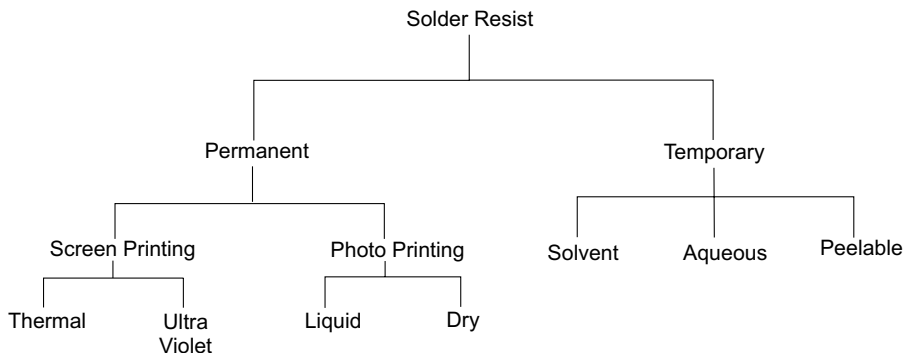 Solder Resist
Permanent
Temporary
Screen Printing
Photo Printing
Solvent
Aqueous
Peelable
Thermal
Ultra
Violet
Liquid
Dry